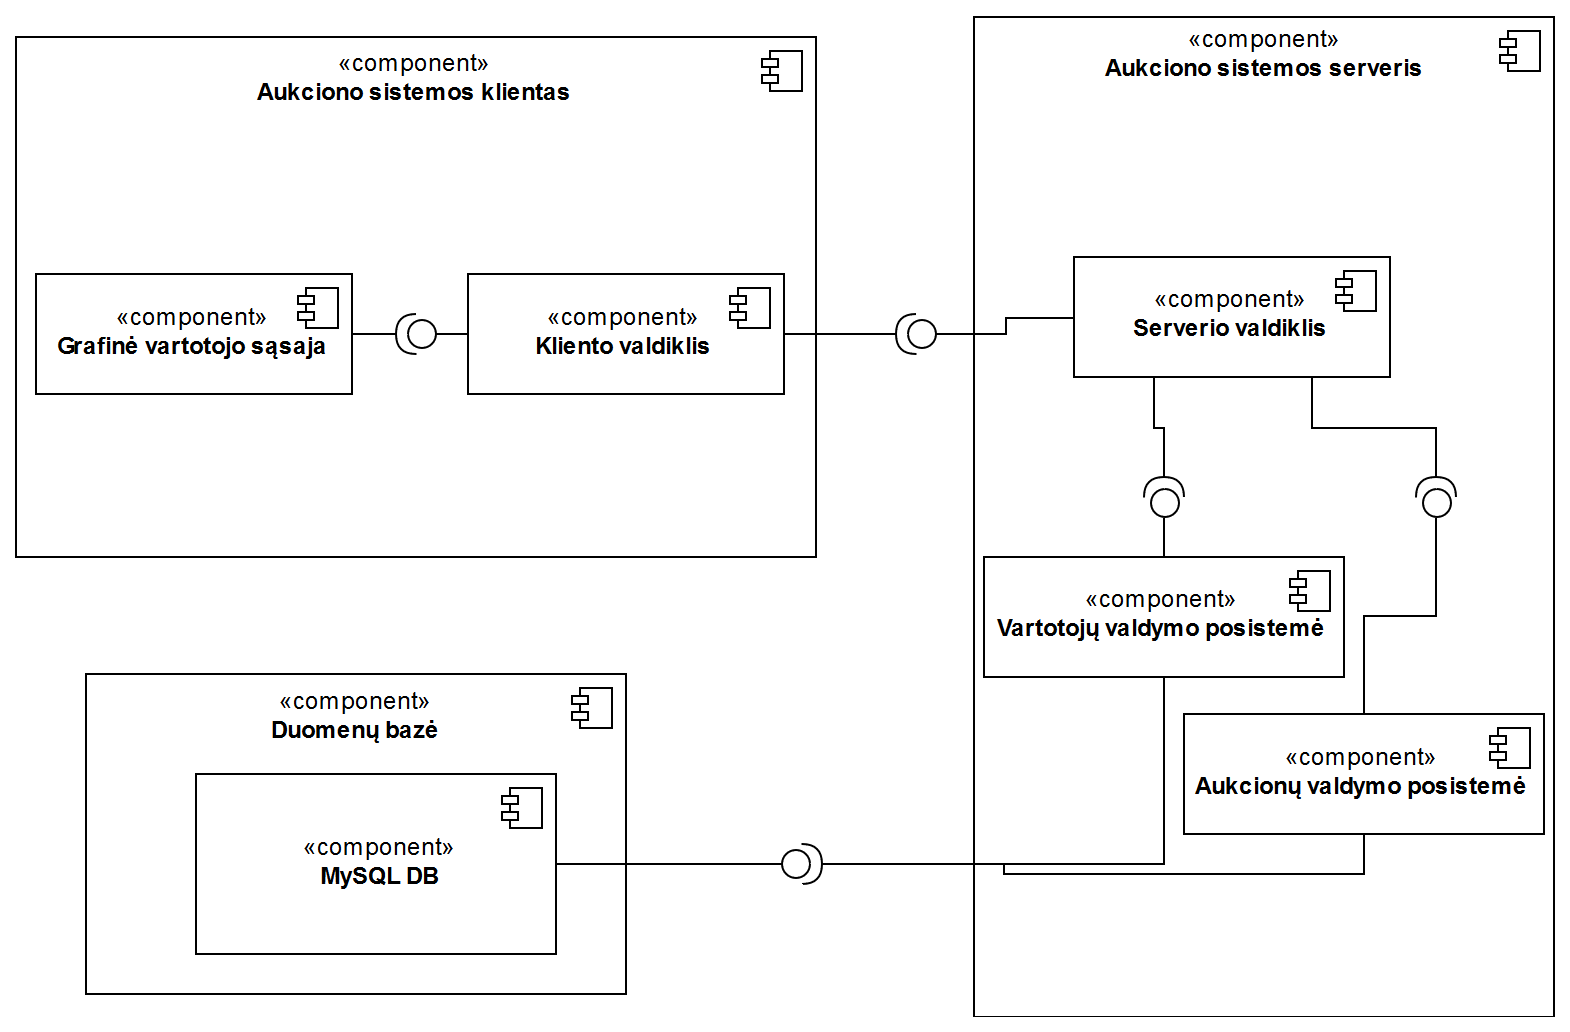 «component»
Aukciono sistemos klientas
«component»
Grafinė vartotojo sąsaja
«component»
Kliento valdiklis
«component»
Aukciono sistemos serveris
«component»
Serverio valdiklis
«component»
Vartotojų valdymo posistemė
«component»
Aukcionų valdymo posistemė
«component»
Duomenų bazė
«component»
MySQL DB